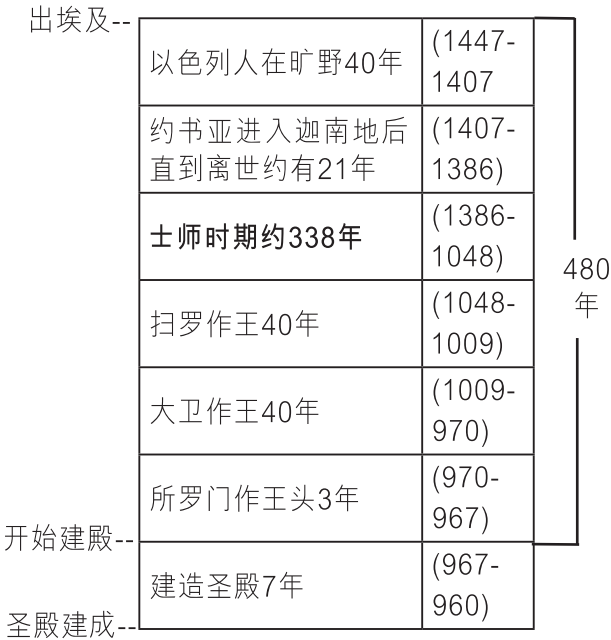 出埃及--
以色列人在旷野40年
(1447-
1407
约书亚进入迦南地后
直到离世约有21年
(1407-
1386)
士师时期约338年
(1386-
1048)
480
年
扫罗作王40年
(1048-
1009)
大卫作王40年
(1009-
970)
所罗门作王头3年
(970-
967)
开始建殿--
建造圣殿7年
(967-
960)
圣殿建成--